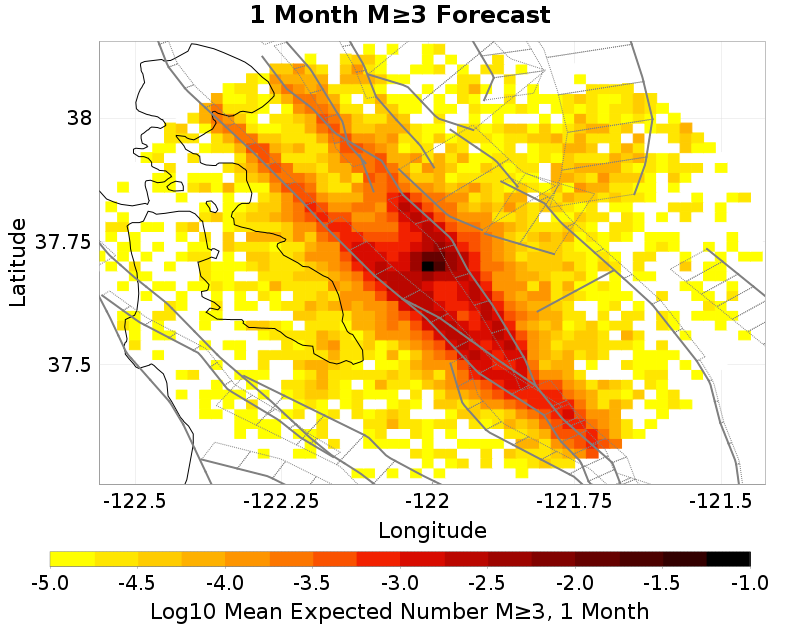 1 Month M≥3 Forecast
Latitude
38
37.75
37.5
-122.5 -122.25 -122 -121.75 -121.5
Longitude
-5.0 -4.5 -4.0 -3.5 -3.0 -2.5 -2.0 -1.5 -1.0
Log10 Mean Expected Number M≥3, 1 Month